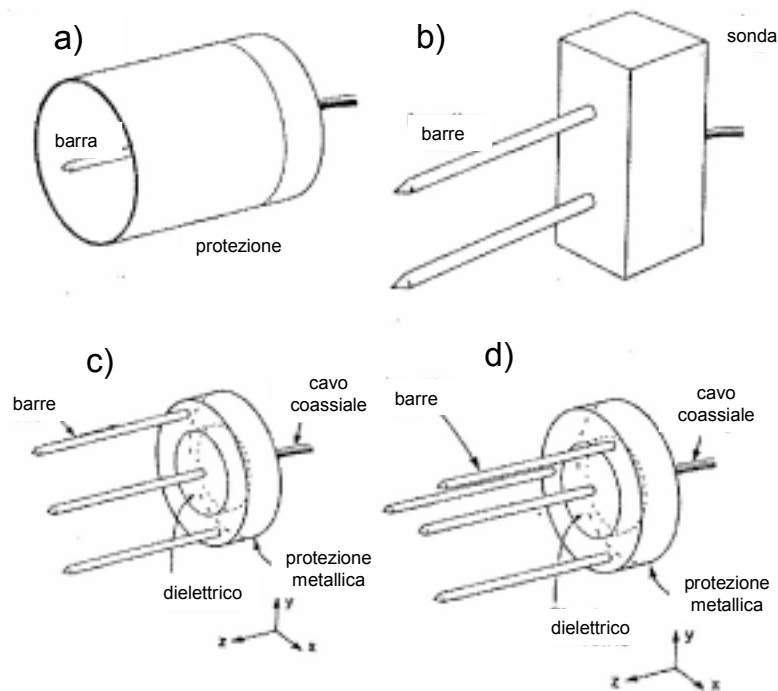 a)
barra
protezione
b)
sonda
barre
c)
barre
cavo
coassiale
dielettrico
protezione
metallica
y
z
x
d)
barre
cavo
coassiale
dielettrico
protezione
metallica
y
z
x